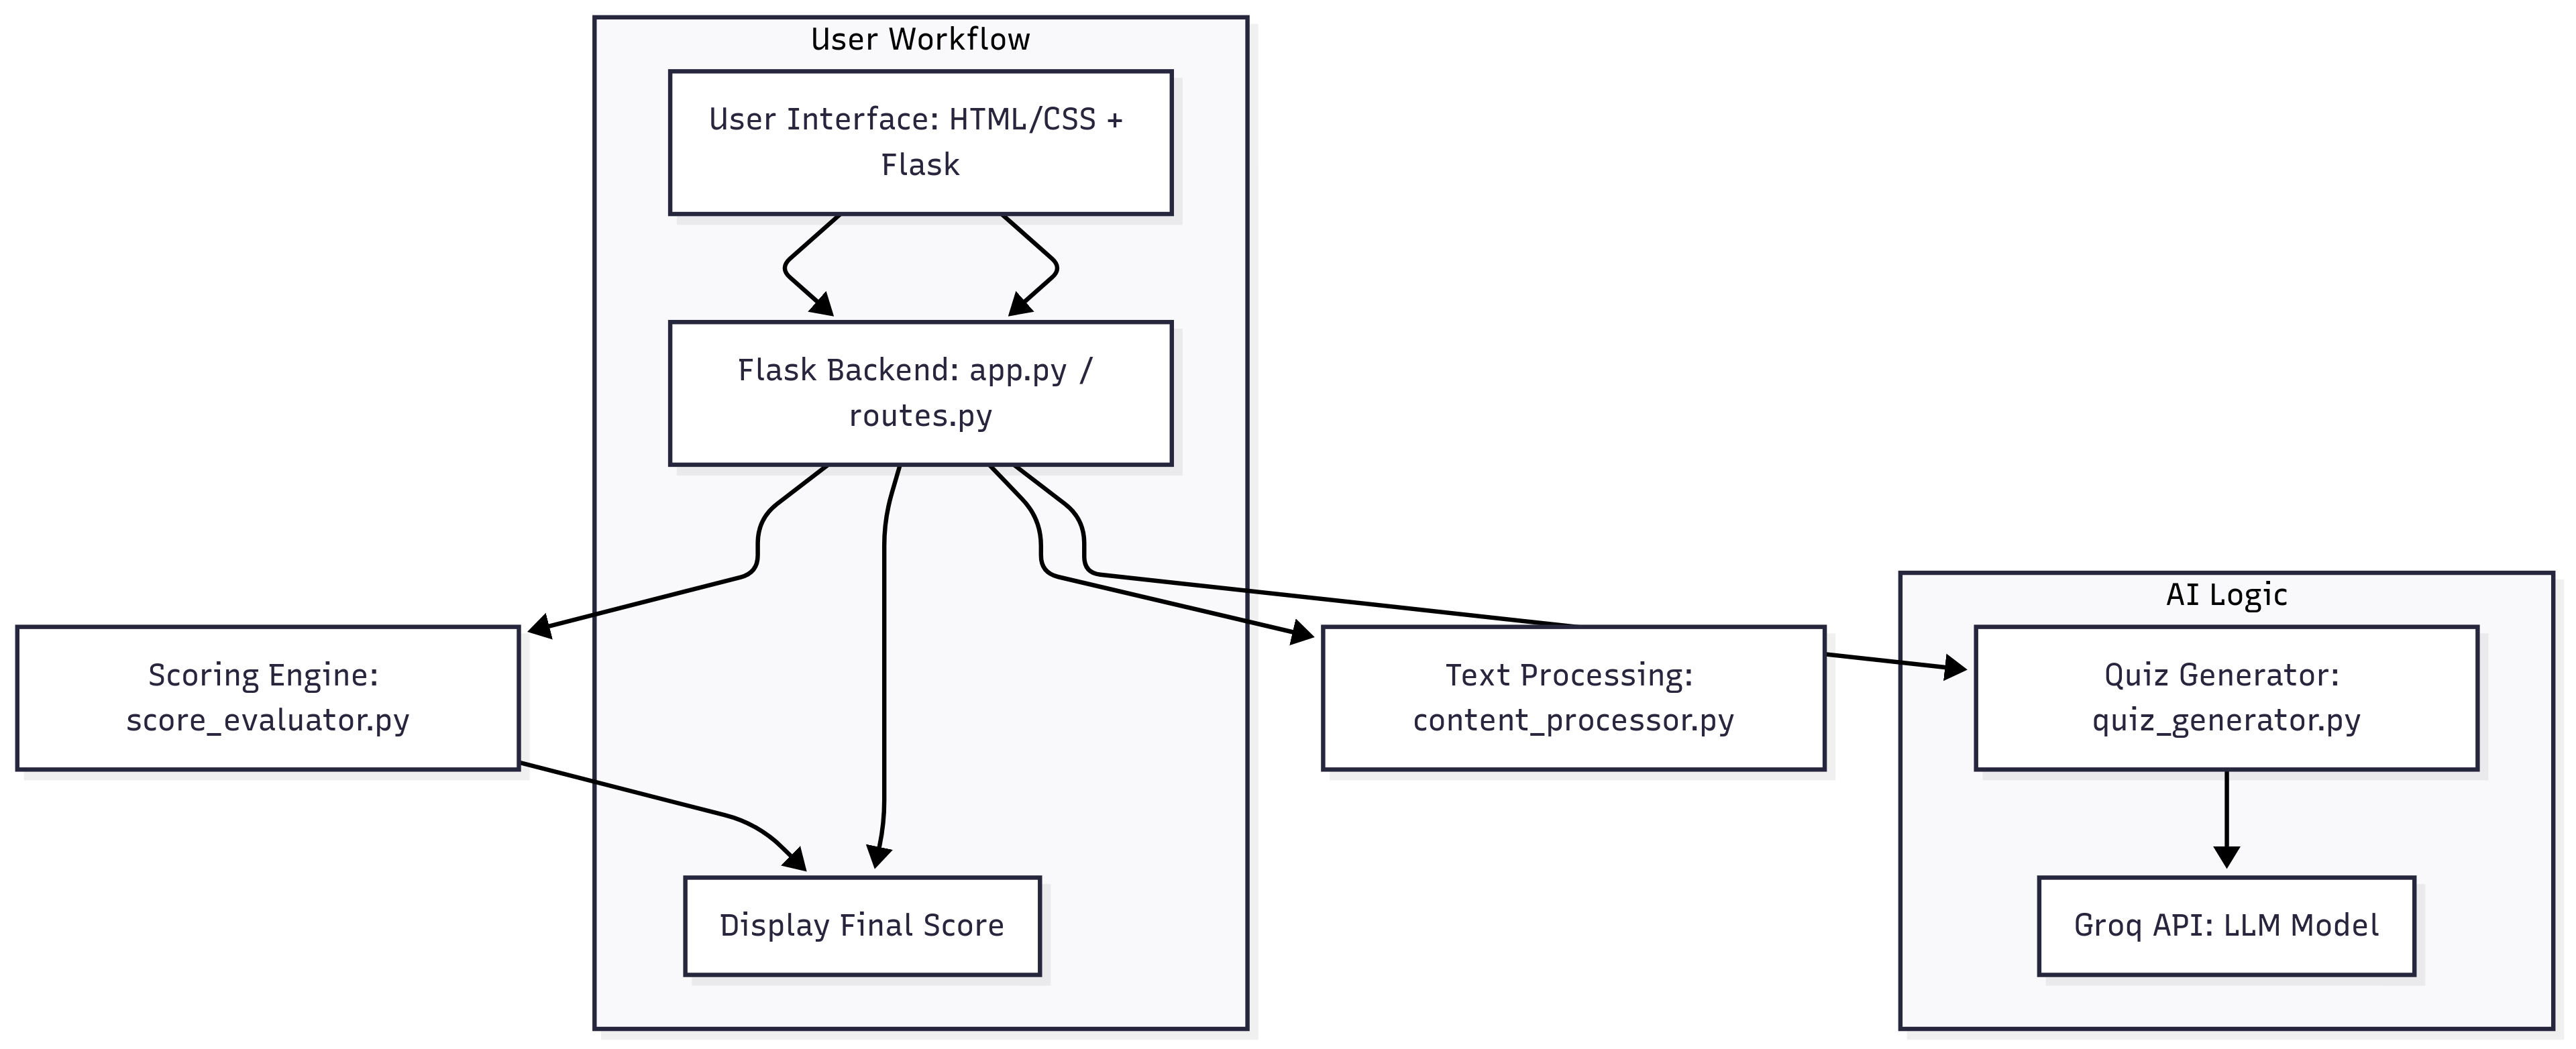 User Workflow
User Interface: HTML/CSS +
Flask
Flask Backend: app.py /
routes.py
AI Logic
Scoring Engine:
score_evaluator.py
Text Processing:
content_processor.py
Quiz Generator:
quiz_generator.py
Display Final Score
Groq API: LLM Model